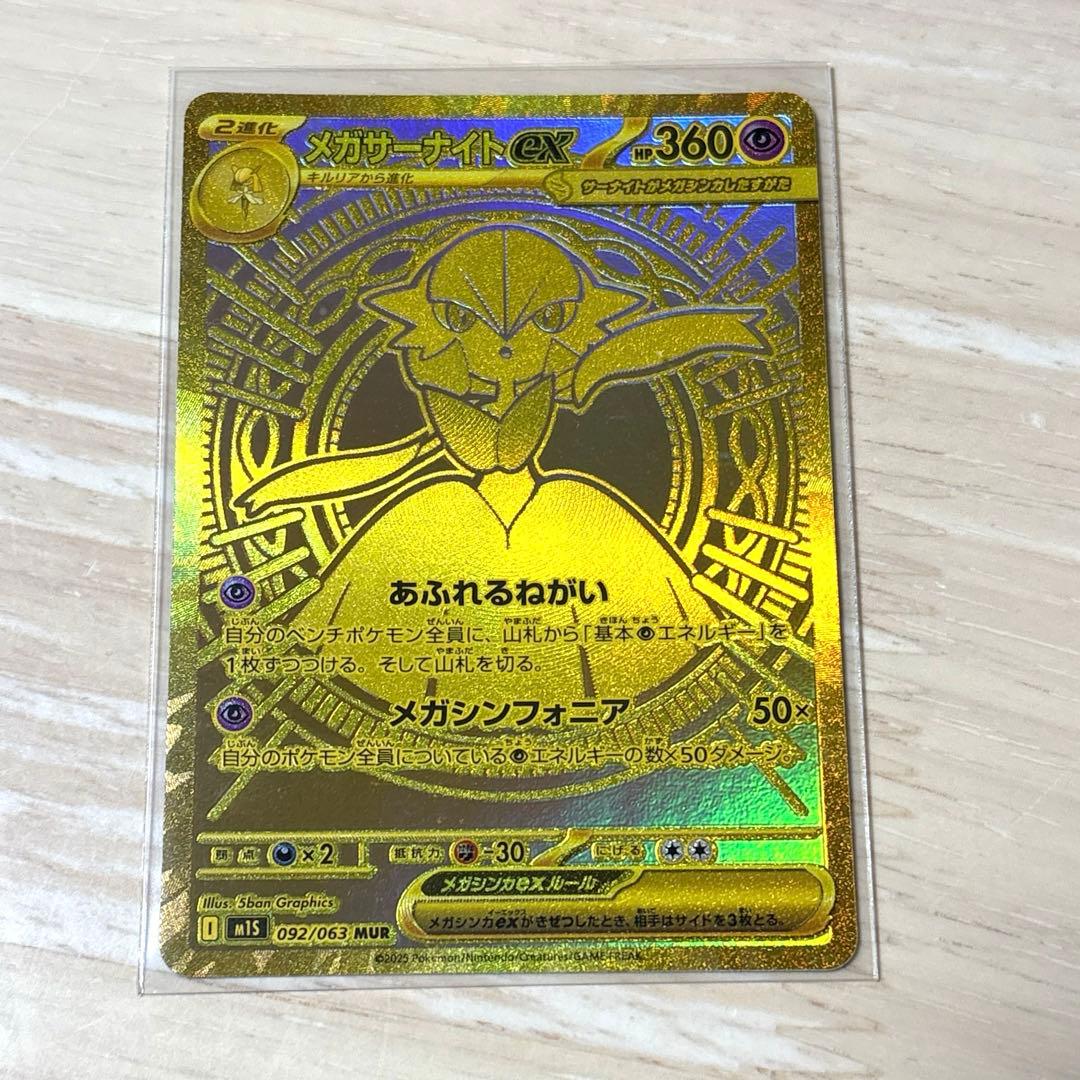 2進化
メガサーナイトex
HP360
キルリアから進化
サーナイトがメガシンカしたすがた
あふれるねがい
自分のベンチポケモン全員に、山札から「基本エネルギー」を
1枚ずつつける。そして山札を切る。
メガシンフォニア 50×
自分のポケモン全員についているエネルギーの数×50ダメージ。
弱点 ×2 抵抗力 -30 にげる
メガシンカexルール
メガシンカexがきぜつしたとき、相手はサイドを3枚とる。
Illus. 5ban Graphics
I M1S 092/063 MUR
©2025 Pokémon/Nintendo/Creatures/GAME FREAK.